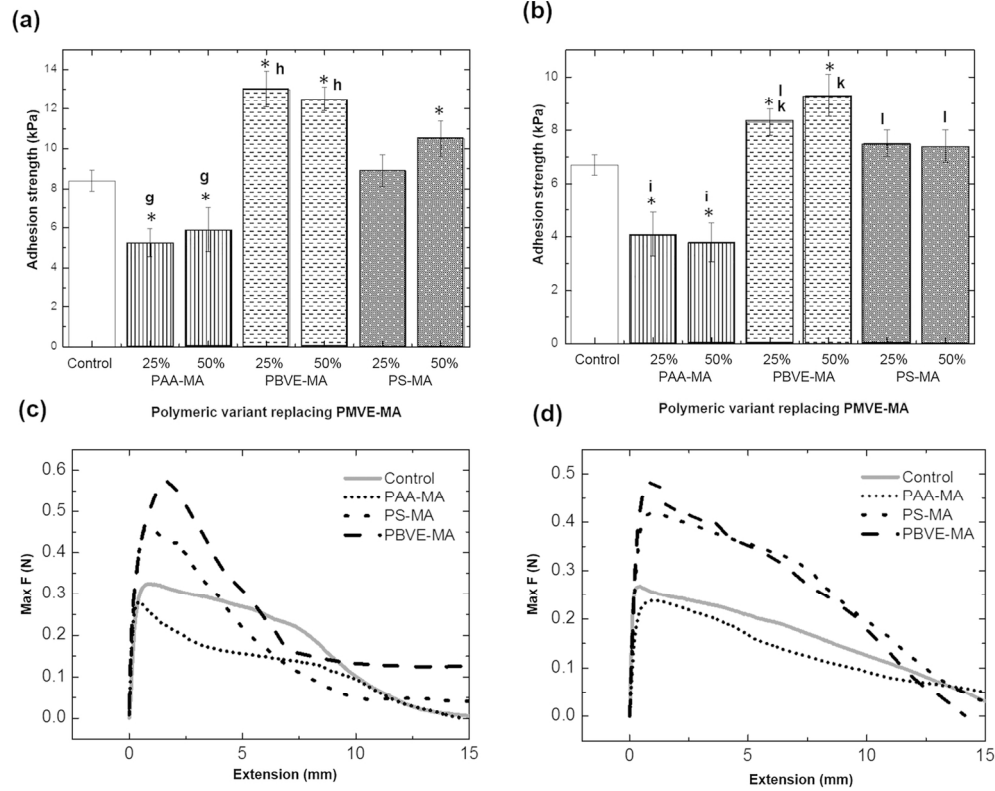 (a)
Adhesion strength (kPa)
14
12
10
8
6
4
2
0
g
*
g
*
* h
* h
*
Control 25% 50% 25% 50% 25% 50%
PAA-MA PBVE-MA PS-MA
Polymeric variant replacing PMVE-MA
(b)
Adhesion strength (kPa)
10
8
6
4
2
0
i
*
i
*
l
* k
*
k
l
l
Control 25% 50% 25% 50% 25% 50%
PAA-MA PBVE-MA PS-MA
Polymeric variant replacing PMVE-MA
(c)
Max F (N)
0.6
0.5
0.4
0.3
0.2
0.1
0.0
Control
PAA-MA
PS-MA
PBVE-MA
0 5 10 15
Extension (mm)
(d)
Max F (N)
0.5
0.4
0.3
0.2
0.1
0.0
Control
PAA-MA
PS-MA
PBVE-MA
0 5 10 15
Extension (mm)